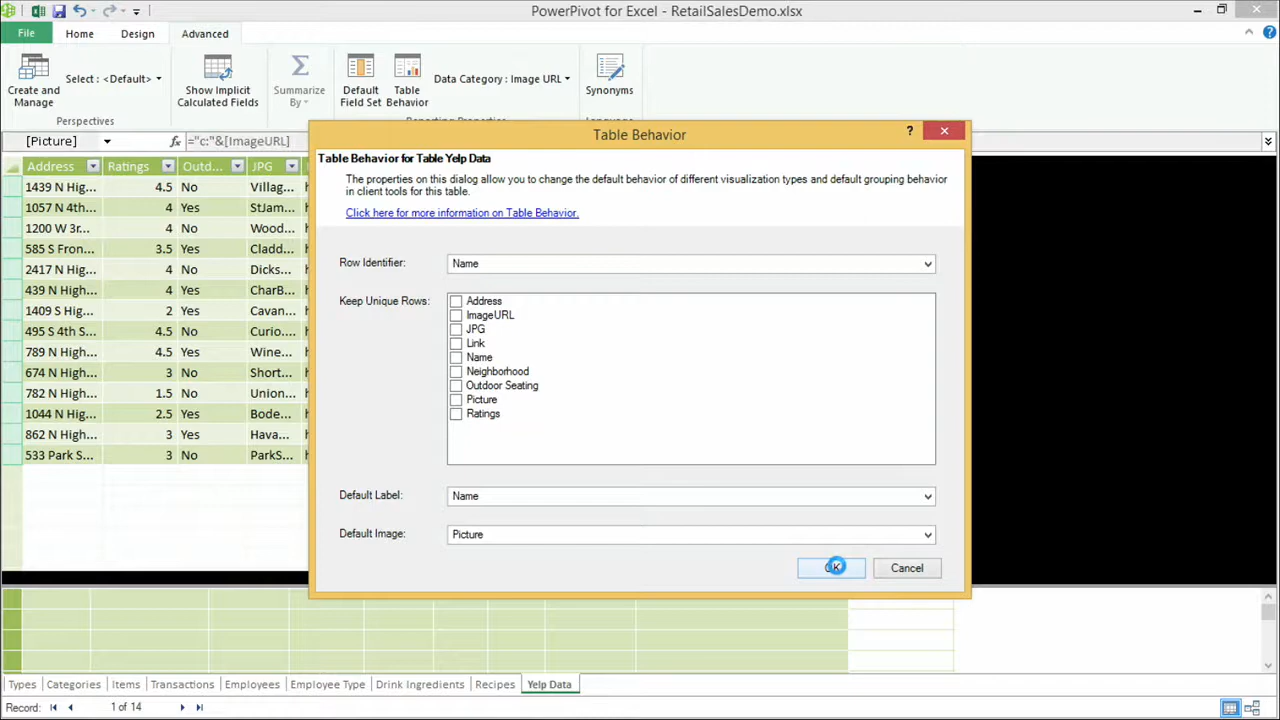 PowerPivot for Excel - RetailSalesDemo.xlsx
File Home Design Advanced
Create and Manage
Select : <Default>
Show Implicit Calculated Fields
Summarize By
Default Field Set
Table Behavior
Data Category : Image URL
Synonyms
Perspectives
[Picture] fx ="c:"&[ImageURL]
Table Behavior
Table Behavior for Table Yelp Data
The properties on this dialog allow you to change the default behavior of different visualization types and default grouping behavior
in client tools for this table.
Click here for more information on Table Behavior.
Row Identifier: Name
Keep Unique Rows:
Address
ImageURL
JPG
Link
Name
Neighborhood
Outdoor Seating
Picture
Ratings
Default Label: Name
Default Image: Picture
OK Cancel
Address Ratings Outd... JPG
1439 N Hig... 4.5 No Villag...
1057 N 4th... 4 Yes StJam...
1200 W 3r... 4 No Wood...
585 S Fron... 3.5 Yes Cladd...
2417 N Hig... 4 No Dicks...
439 N High... 4 Yes CharB...
1409 S Hig... 2 Yes Cavan...
495 S 4th S... 4.5 No Curio....
789 N High... 4.5 Yes Wine...
674 N High... 3 No Short...
782 N High... 1.5 No Union...
1044 N Hig... 2.5 Yes Bode...
862 N High... 3 Yes Hava...
533 Park S... 3 No ParkS...
Types Categories Items Transactions Employees Employee Type Drink Ingredients Recipes Yelp Data
Record: 1 of 14